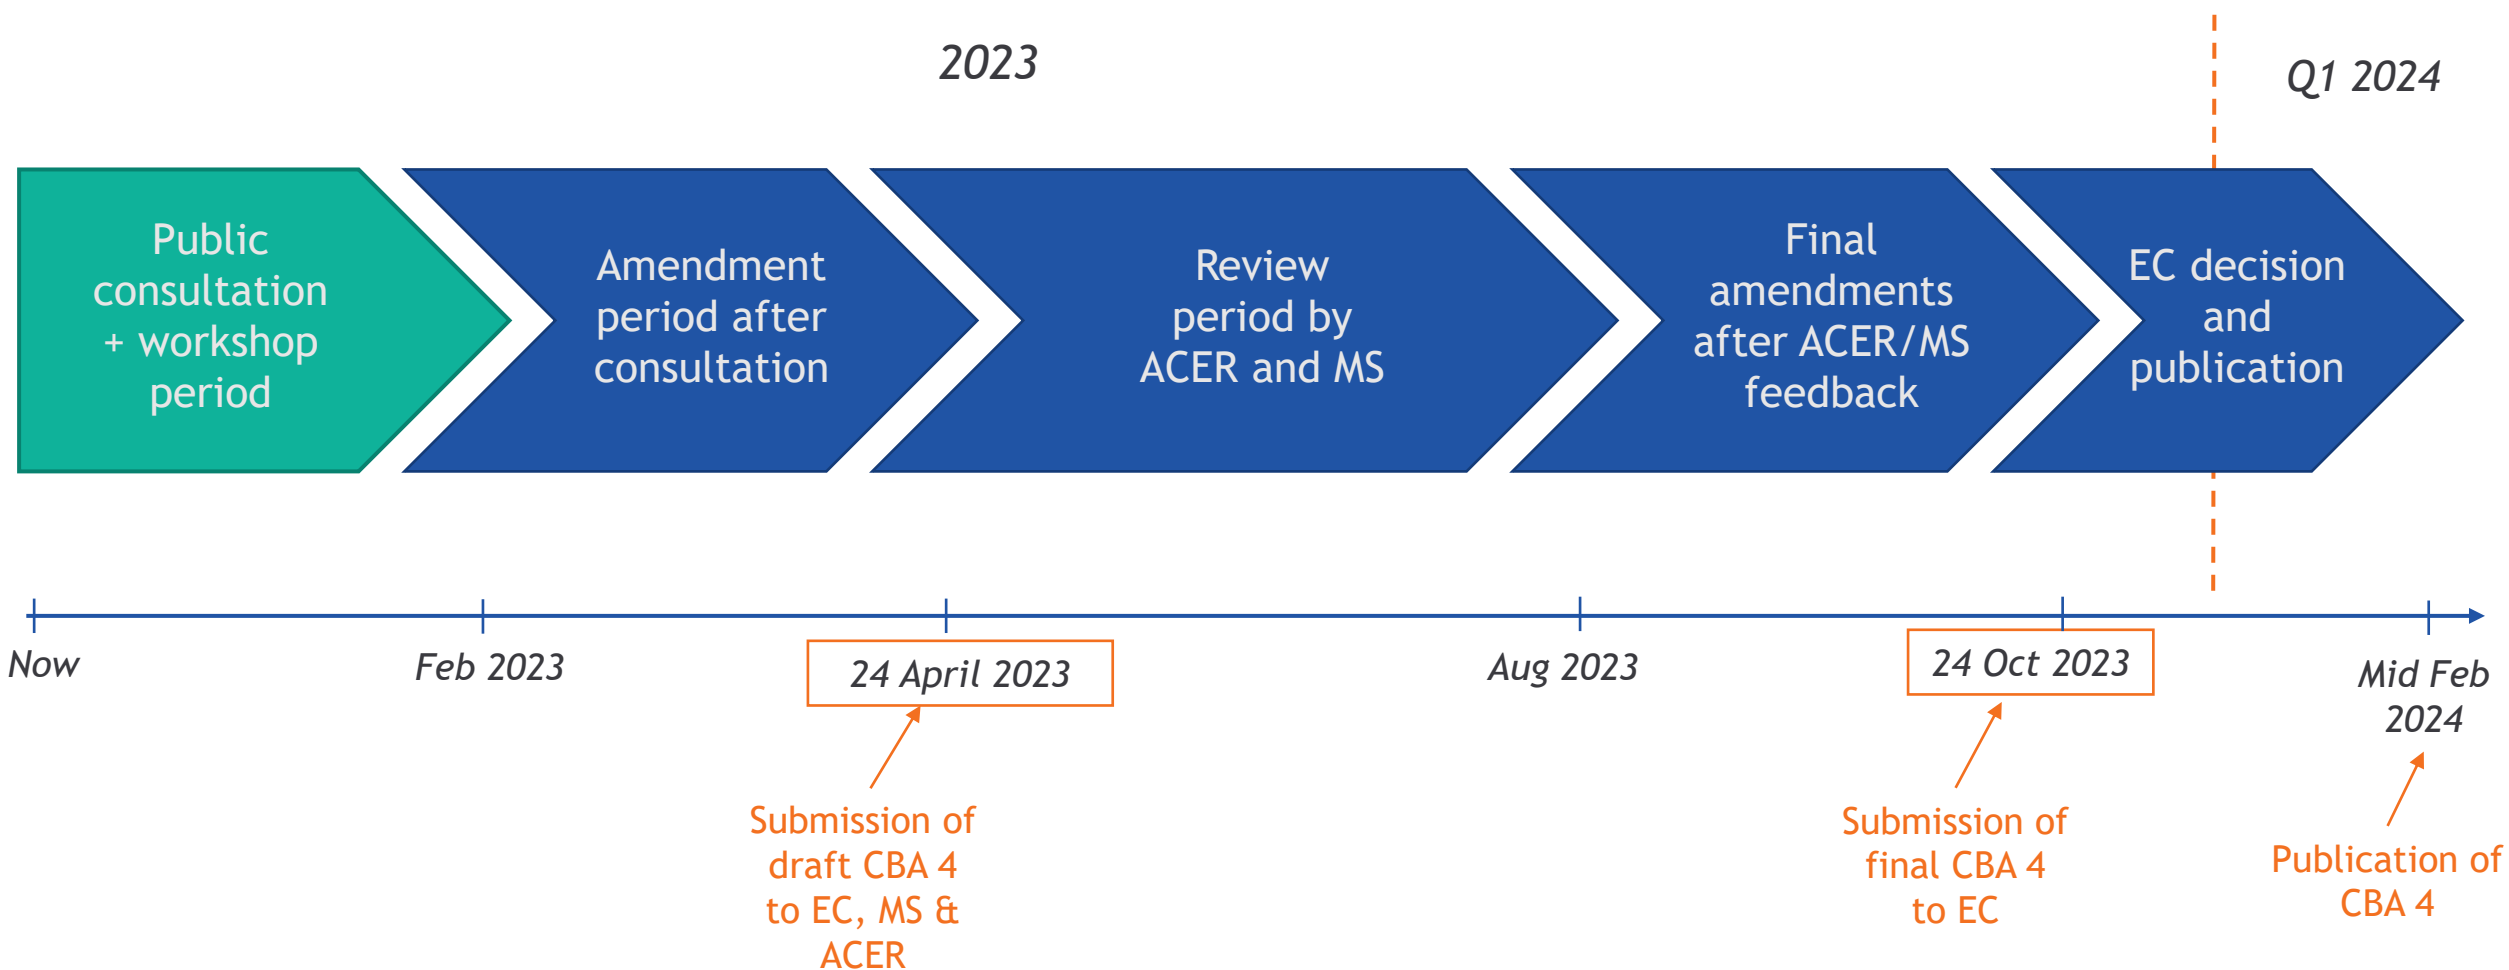 2023
Q1 2024
Public
consultation
+ workshop
period
Amendment
period after
consultation
Review
period by
ACER and MS
Final
amendments
after ACER/MS
feedback
EC decision
and
publication
Now
Feb 2023
24 April 2023
Aug 2023
24 Oct 2023
Mid Feb
2024
Submission of
draft CBA 4
to EC, MS &
ACER
Submission of
final CBA 4
to EC
Publication of
CBA 4